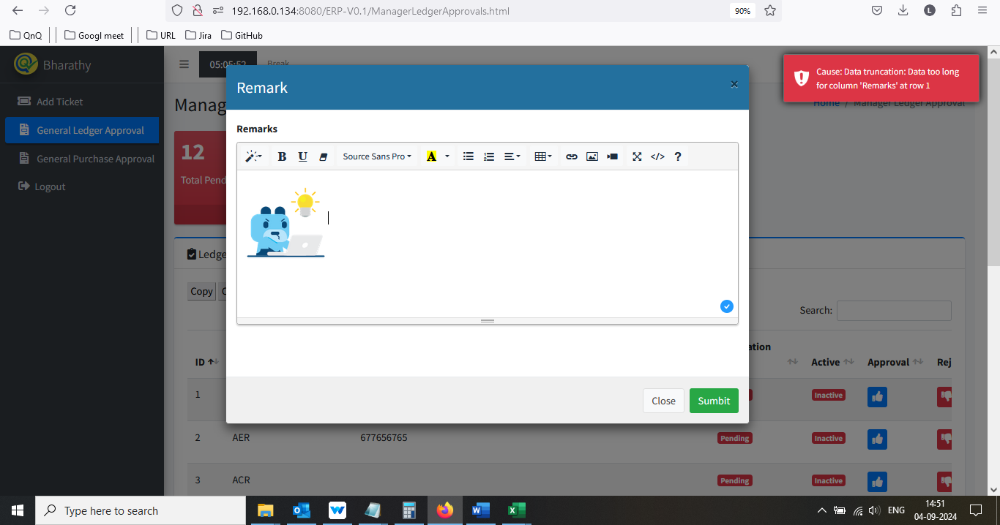 192.168.0.134:8080/ERP-V0.1/ManagerLedgerApprovals.html
90%
L
QnQ
Googl meet
URL
Jira
GitHub
Bharathy
05:05:52
Break
Cause: Data truncation: Data too long
for column 'Remarks' at row 1
Remark
×
Add Ticket
Manag
Home / Manager Ledger Approval
General Ledger Approval
Remarks
12
B U Source Sans Pro A </> ?
General Purchase Approval
Total Pend
Logout
Ledge
Copy
C
Search:
ation
ID
Active
Approval
Rej
Close
Sumbit
1
Inactive
2
AER
677656765
Pending
Inactive
3
ACR
Pending
Inactive
Type here to search
W
ENG
14:51
04-09-2024